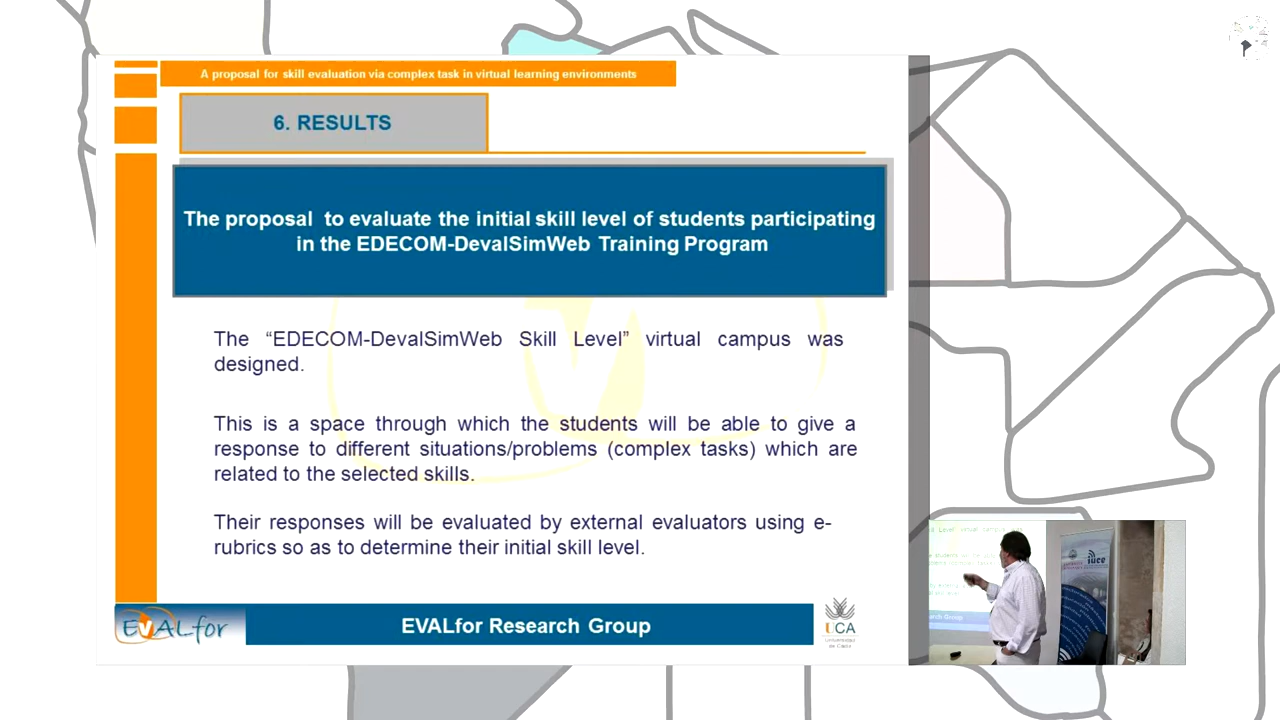 A proposal for skill evaluation via complex task in virtual learning environments
6. RESULTS
The proposal to evaluate the initial skill level of students participating
in the EDECOM-DevalSimWeb Training Program
The “EDECOM-DevalSimWeb Skill Level” virtual campus was
designed.
This is a space through which the students will be able to give a
response to different situations/problems (complex tasks) which are
related to the selected skills.
Their responses will be evaluated by external evaluators using e-
rubrics so as to determine their initial skill level.
EVALfor
EVALfor Research Group
UCA
Universidad
de Cádiz
iuce